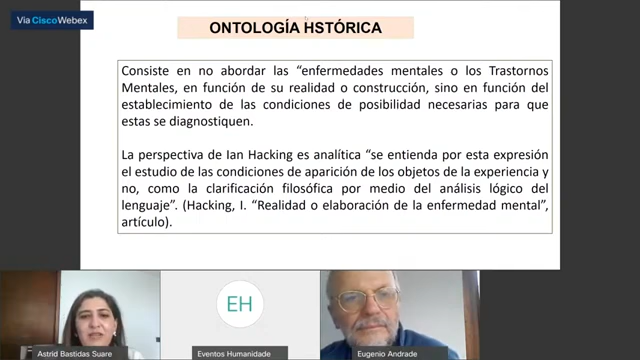 Via CiscoWebex
ONTOLOGÍA HSTÓRICA
Consiste en no abordar las “enfermedades mentales o los Trastornos
Mentales, en función de su realidad o construcción, sino en función del
establecimiento de las condiciones de posibilidad necesarias para que
estas se diagnostiquen.
La perspectiva de Ian Hacking es analítica “se entienda por esta expresión
el estudio de las condiciones de aparición de los objetos de la experiencia y
no, como la clarificación filosófica por medio del análisis lógico del
lenguaje”. (Hacking, I. “Realidad o elaboración de la enfermedad mental”,
artículo).
EH
Astrid Bastidas Suare
Eventos Humanidade
Eugenio Andrade